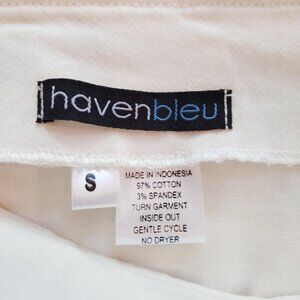 havenbleu
S
MADE IN INDONESIA
97% COTTON
3% SPANDEX
TURN GARMENT
INSIDE OUT
GENTLE CYCLE
NO DRYER